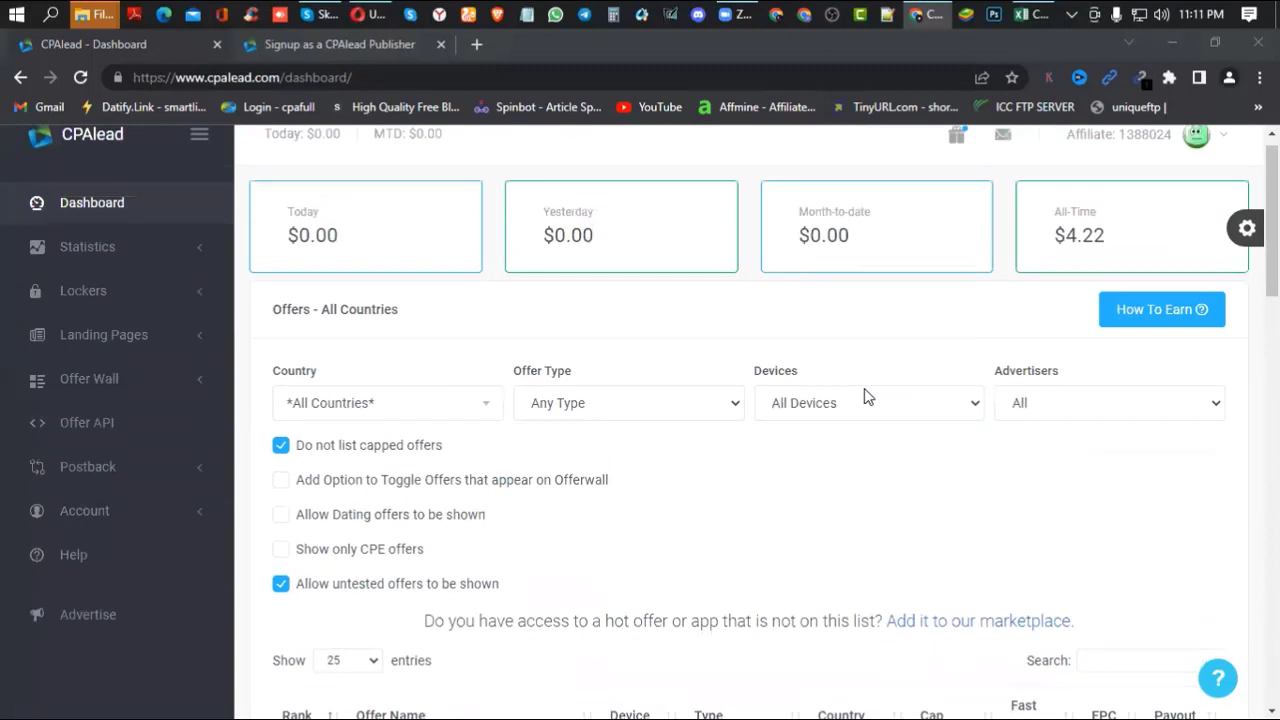 Fil...
Sk...
U...
Z...
C...
C...
11:11 PM
CPAlead - Dashboard
Signup as a CPAlead Publisher
https://www.cpalead.com/dashboard/
Gmail
Datify.Link - smartli...
Login - cpafull
High Quality Free Bl...
Spinbot - Article Sp...
YouTube
Affmine - Affiliate...
TinyURL.com - shor...
ICC FTP SERVER
uniqueftp |
CPAlead
Today: $0.00
MTD: $0.00
Affiliate: 1388024
Dashboard
Statistics
Lockers
Landing Pages
Offer Wall
Offer API
Postback
Account
Help
Advertise
Today
$0.00
Yesterday
$0.00
Month-to-date
$0.00
All-Time
$4.22
Offers - All Countries
How To Earn
Country
Offer Type
Devices
Advertisers
*All Countries*
Any Type
All Devices
All
Do not list capped offers
Add Option to Toggle Offers that appear on Offerwall
Allow Dating offers to be shown
Show only CPE offers
Allow untested offers to be shown
Do you have access to a hot offer or app that is not on this list? Add it to our marketplace.
Show 25 entries
Search:
Rank
Offer Name
Device
Type
Country
Cap
Fast
EPC
Payout